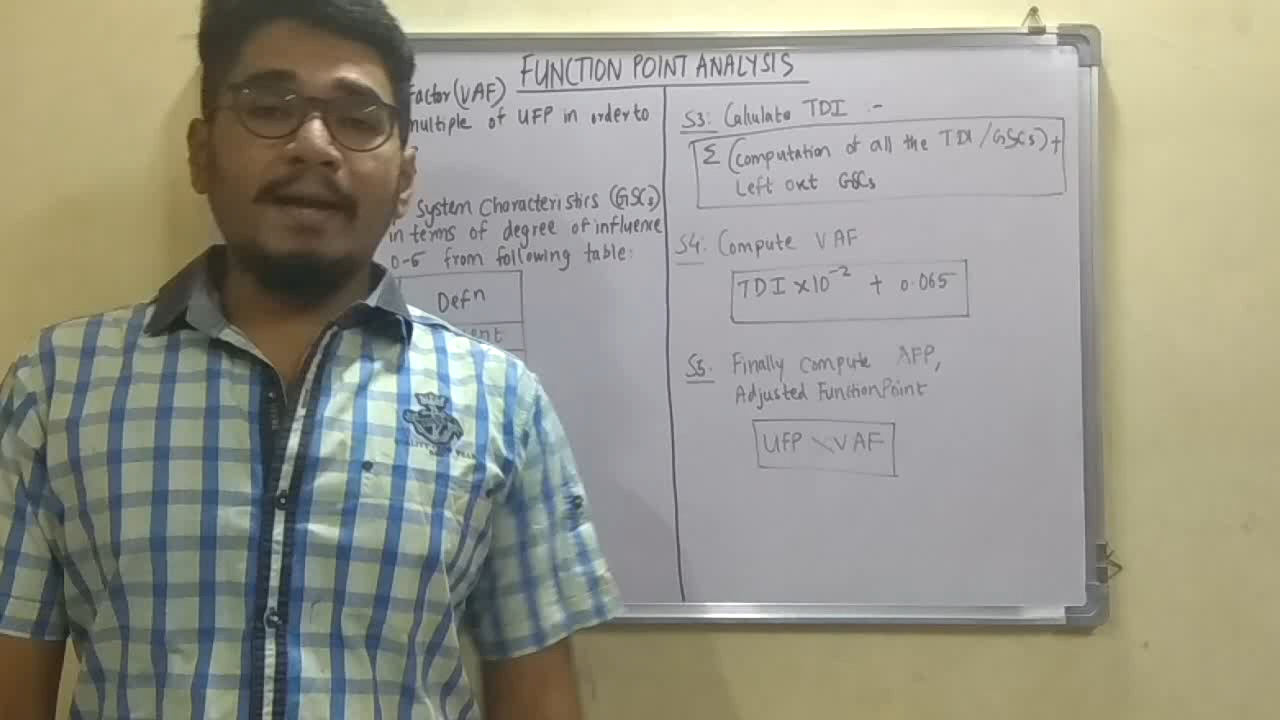 FUNCTION POINT ANALYSIS
Factor (VAF)
multiple of UFP in order to
System Characteristics (GSCs)
in terms of degree of influence
0-5 from following table:
Defn
S3: Calulate TDI :-
Σ (computation of all the TDI / GSCs) +
Left out GSCs
S4: Compute VAF
TDI × 10⁻² + 0.065
S5. Finally compute AFP,
Adjusted Function Point
UFP × VAF